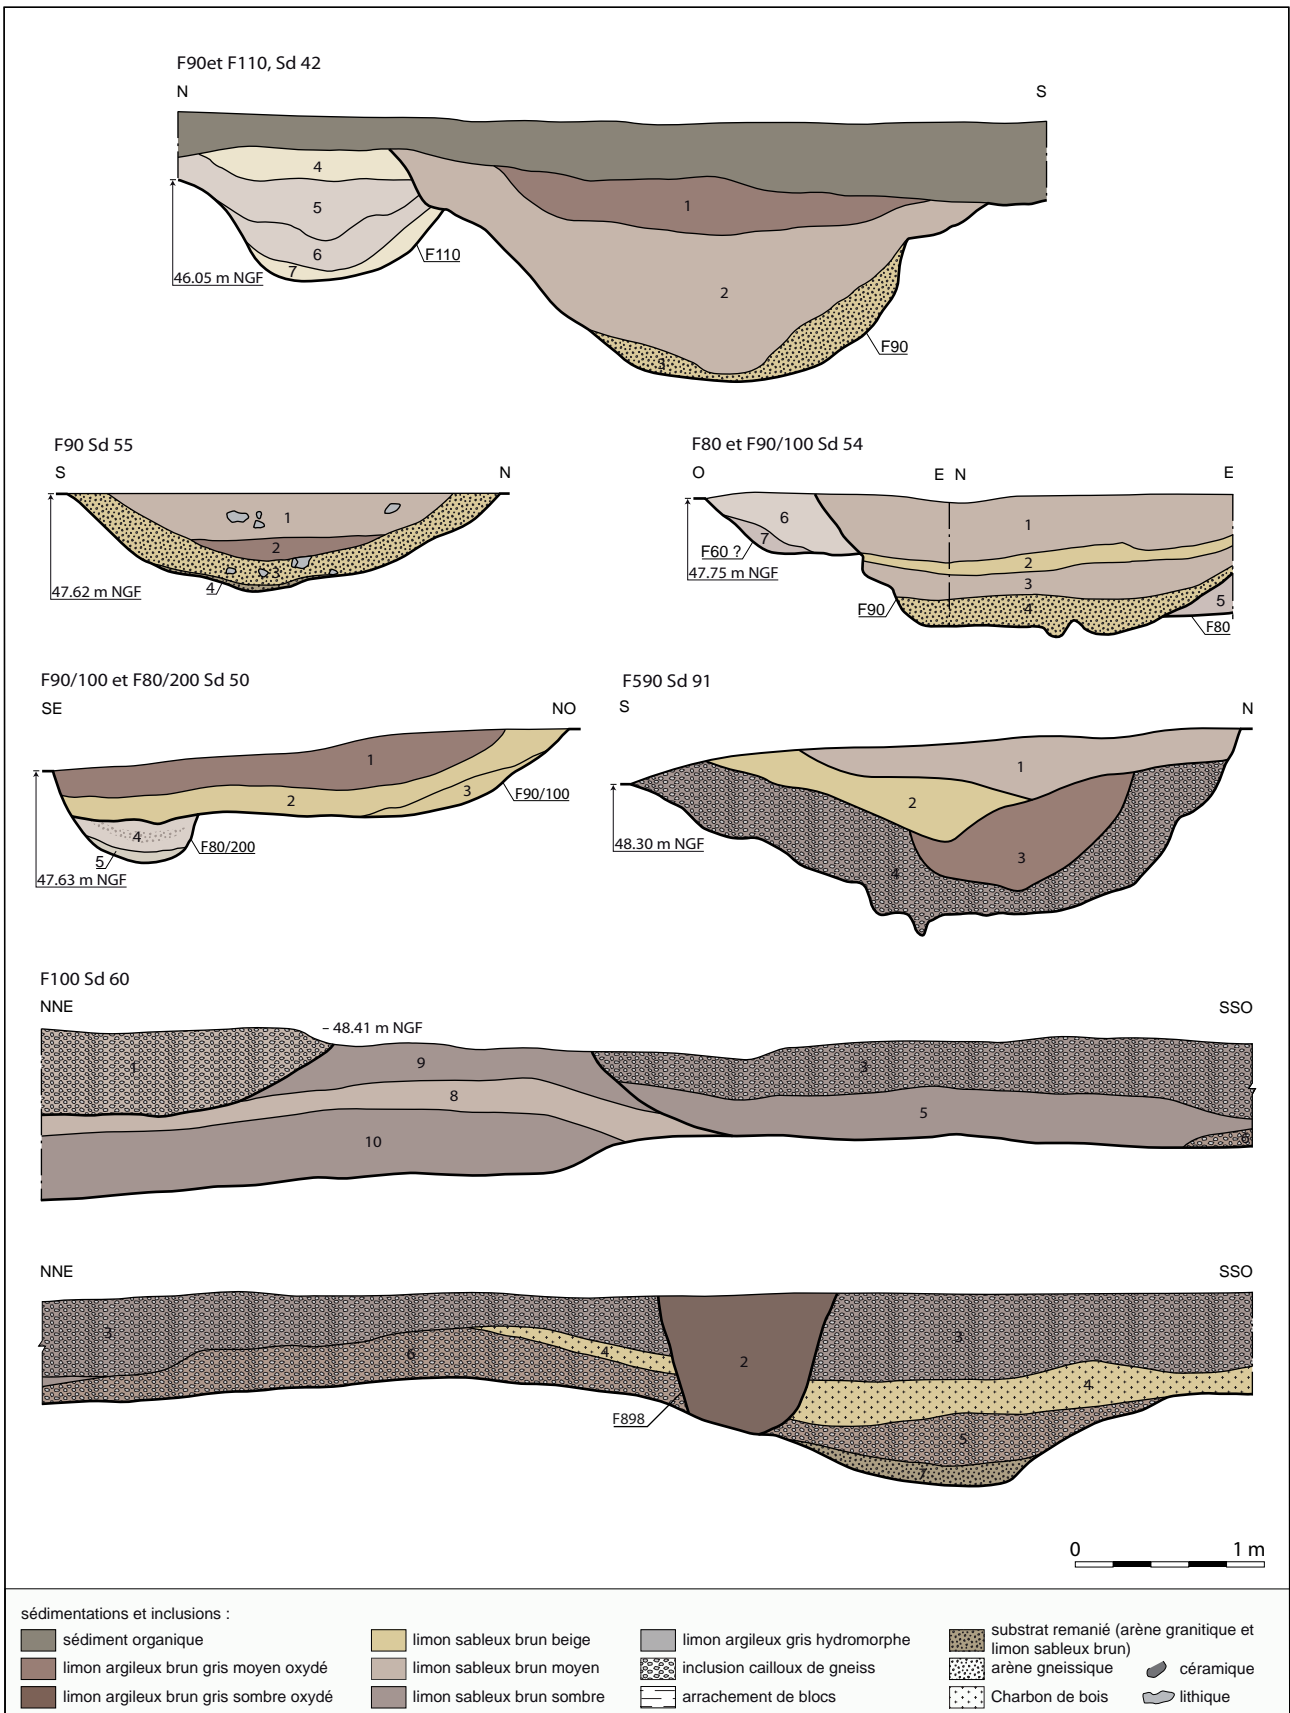 F90et F110, Sd 42
N S
4
1
5
6
7
F110
46.05 m NGF
2
F90
3
F90 Sd 55
S N
1
2
3
4
47.62 m NGF
F80 et F90/100 Sd 54
O E N E
6
1
7
2
F60 ?
3
47.75 m NGF
4
5
F90
F80
F90/100 et F80/200 Sd 50
SE NO
1
2
3
F90/100
4
F80/200
5
47.63 m NGF
F590 Sd 91
S N
1
2
48.30 m NGF
3
4
F100 Sd 60
NNE SSO
– 48.41 m NGF
1
9
3
8
5
10
6
NNE SSO
3
6
4
2
3
4
F898
5
7
0 1 m
sédimentations et inclusions :
sédiment organique
limon argileux brun gris moyen oxydé
limon argileux brun gris sombre oxydé
limon sableux brun beige
limon sableux brun moyen
limon sableux brun sombre
limon argileux gris hydromorphe
inclusion cailloux de gneiss
arrachement de blocs
substrat remanié (arène granitique et
limon sableux brun)
arène gneissique
Charbon de bois
céramique
lithique